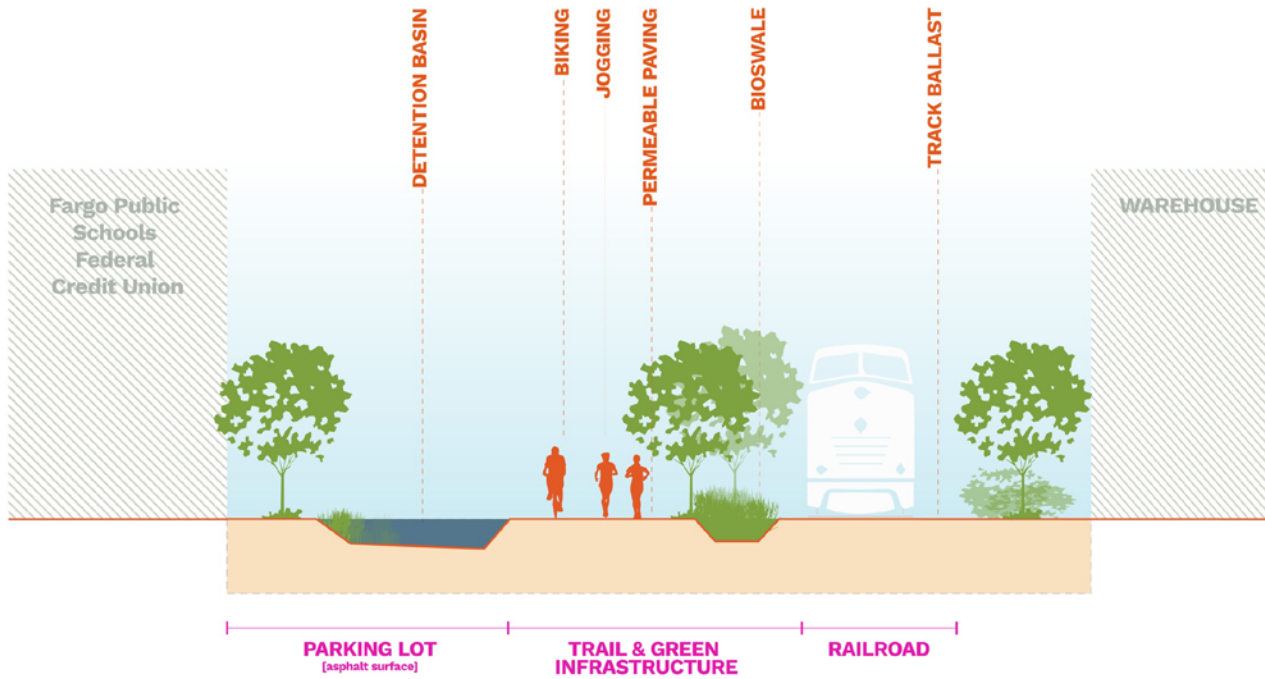 DETENTION BASIN
BIKING
JOGGING
PERMEABLE PAVING
BIOSWALE
TRACK BALLAST
Fargo Public
Schools
Federal
Credit Union
WAREHOUSE
PARKING LOT
[asphalt surface]
TRAIL & GREEN
INFRASTRUCTURE
RAILROAD